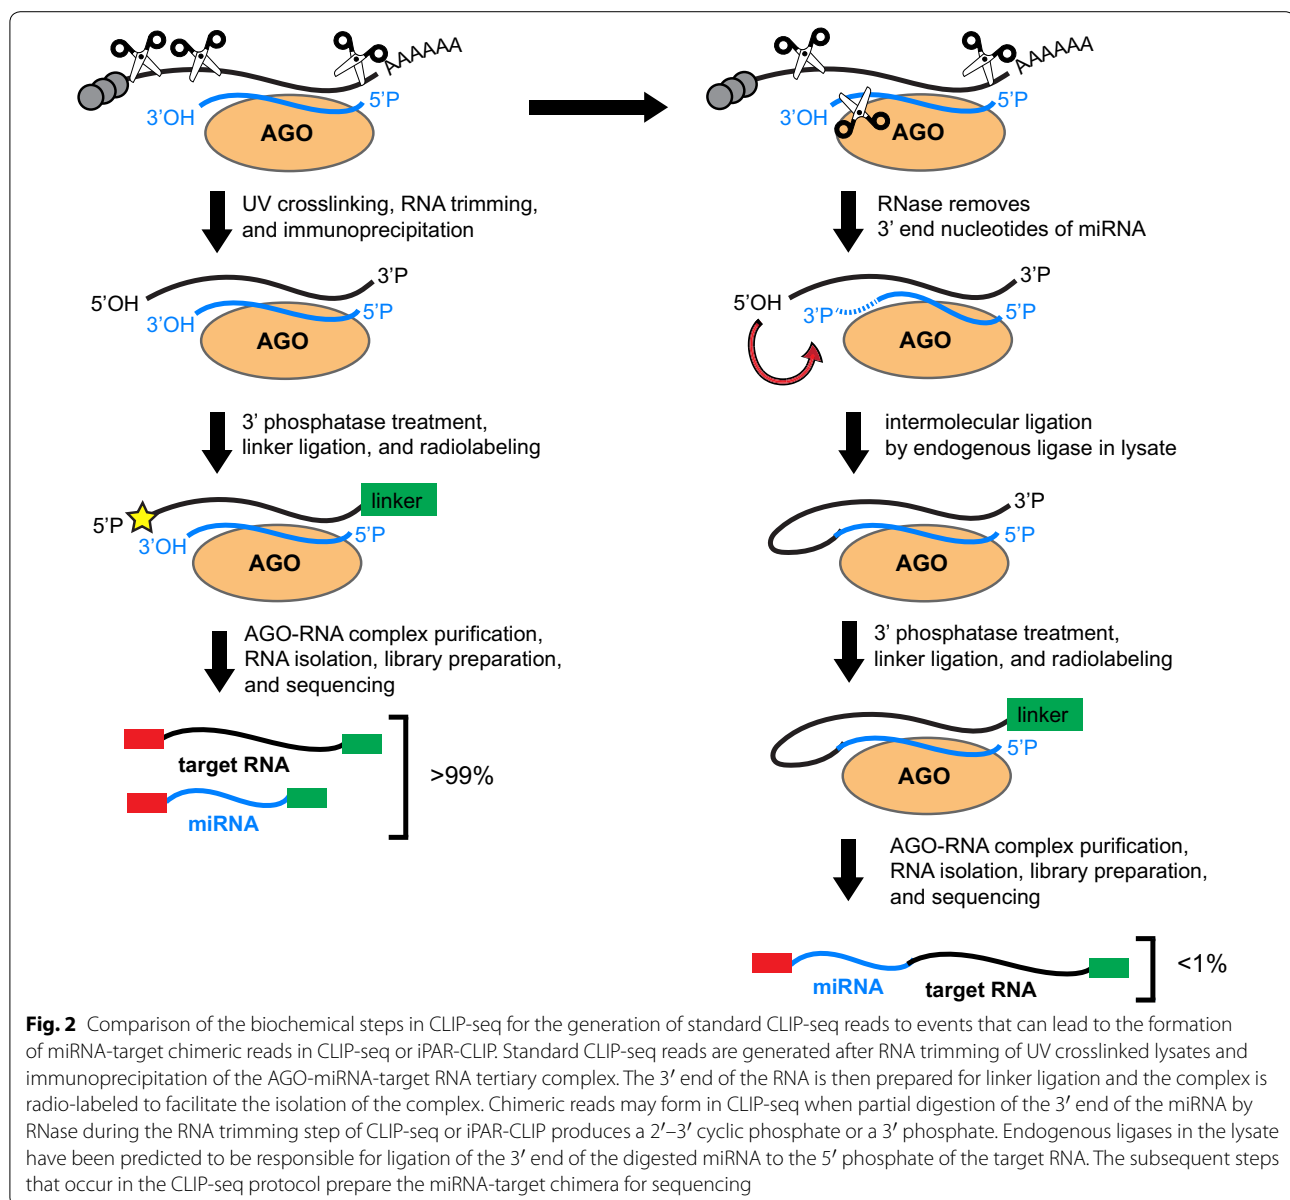 AAAAAA
5'P
3'OH
AGO
UV crosslinking, RNA trimming,
and immunoprecipitation
3'P
5'OH
3'OH
5'P
AGO
3' phosphatase treatment,
linker ligation, and radiolabeling
linker
5'P
3'OH
5'P
AGO
AGO-RNA complex purification,
RNA isolation, library preparation,
and sequencing
target RNA
miRNA
>99%
AAAAAA
5'P
3'OH
AGO
RNase removes
3' end nucleotides of miRNA
3'P
5'OH
3'P
5'P
AGO
intermolecular ligation
by endogenous ligase in lysate
3'P
5'P
AGO
3' phosphatase treatment,
linker ligation, and radiolabeling
linker
5'P
AGO
AGO-RNA complex purification,
RNA isolation, library preparation,
and sequencing
miRNA
target RNA
<1%
Fig. 2 Comparison of the biochemical steps in CLIP-seq for the generation of standard CLIP-seq reads to events that can lead to the formation
of miRNA-target chimeric reads in CLIP-seq or iPAR-CLIP. Standard CLIP-seq reads are generated after RNA trimming of UV crosslinked lysates and
immunoprecipitation of the AGO-miRNA-target RNA tertiary complex. The 3′ end of the RNA is then prepared for linker ligation and the complex is
radio-labeled to facilitate the isolation of the complex. Chimeric reads may form in CLIP-seq when partial digestion of the 3′ end of the miRNA by
RNase during the RNA trimming step of CLIP-seq or iPAR-CLIP produces a 2′–3′ cyclic phosphate or a 3′ phosphate. Endogenous ligases in the lysate
have been predicted to be responsible for ligation of the 3′ end of the digested miRNA to the 5′ phosphate of the target RNA. The subsequent steps
that occur in the CLIP-seq protocol prepare the miRNA-target chimera for sequencing